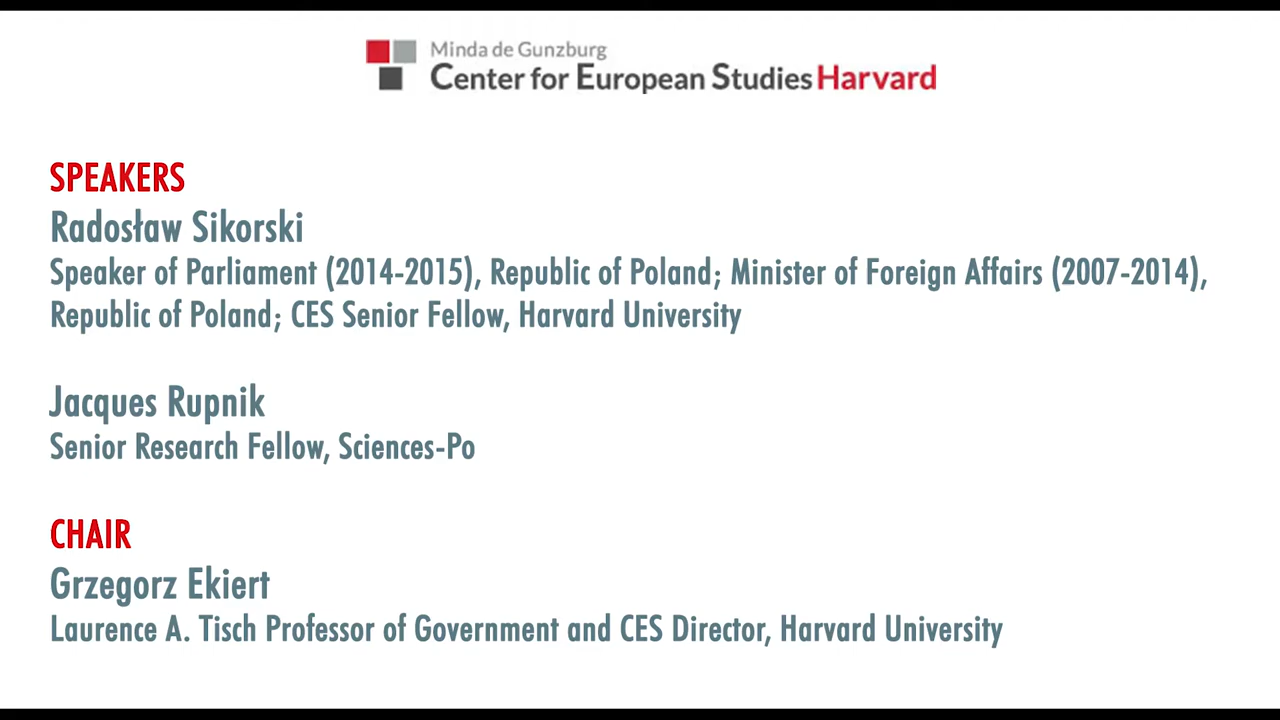 Minda de Gunzburg
Center for European Studies Harvard
SPEAKERS
Radosław Sikorski
Speaker of Parliament (2014-2015), Republic of Poland; Minister of Foreign Affairs (2007-2014),
Republic of Poland; CES Senior Fellow, Harvard University
Jacques Rupnik
Senior Research Fellow, Sciences-Po
CHAIR
Grzegorz Ekiert
Laurence A. Tisch Professor of Government and CES Director, Harvard University